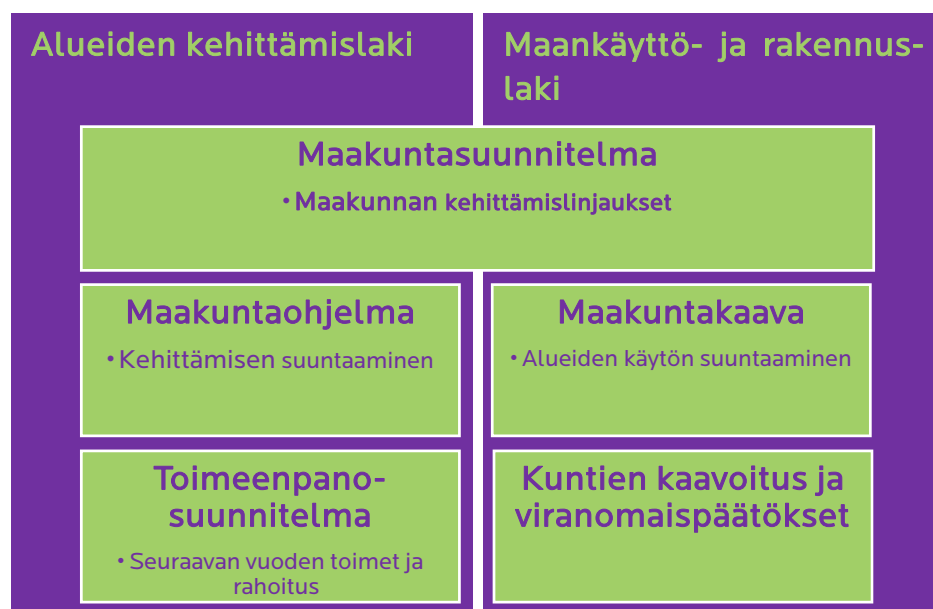 Alueiden kehittämislaki
Maankäyttö- ja rakennus-
laki
Maakuntasuunnitelma
• Maakunnan kehittämislinjaukset
Maakuntaohjelma
• Kehittämisen suuntaaminen
Maakuntakaava
• Alueiden käytön suuntaaminen
Toimeenpano-
suunnitelma
• Seuraavan vuoden toimet ja
rahoitus
Kuntien kaavoitus ja
viranomaispäätökset